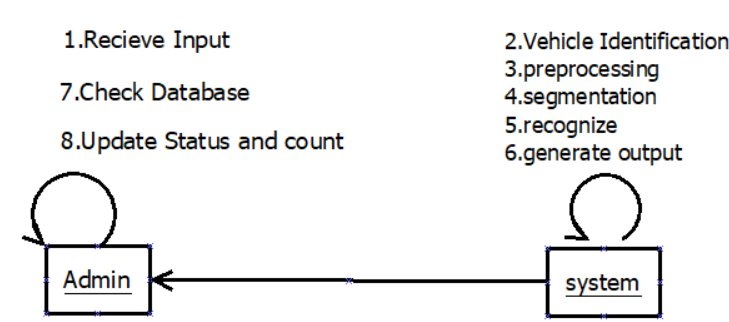 1.Recieve Input
7.Check Database
8.Update Status and count
2.Vehicle Identification
3.preprocessing
4.segmentation
5.recognize
6.generate output
Admin
system